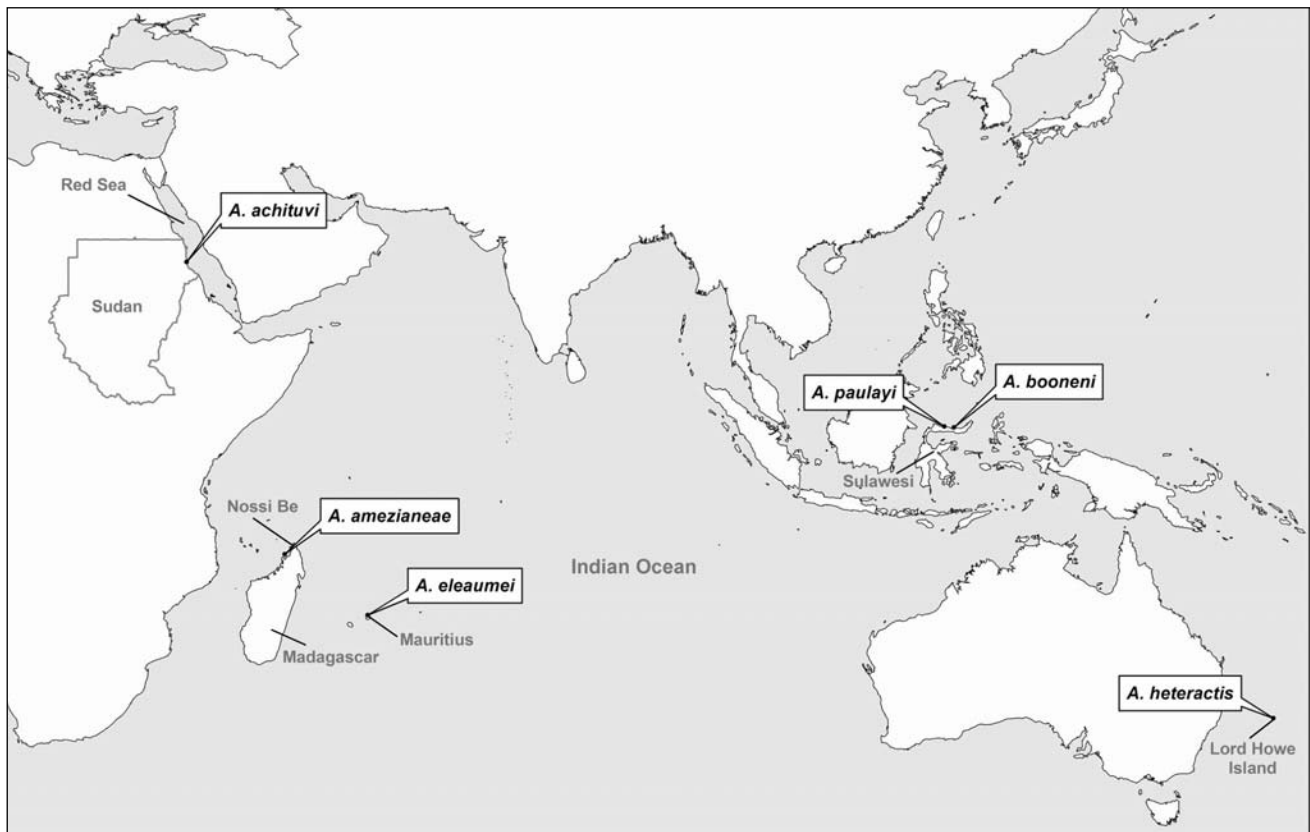 Red Sea
A. achituvi
Sudan
A. paulayi
A. booneni
Sulawesi
Nossi Be
A. amezianeae
Indian Ocean
A. eleaumei
Mauritius
Madagascar
A. heteractis
Lord Howe
Island